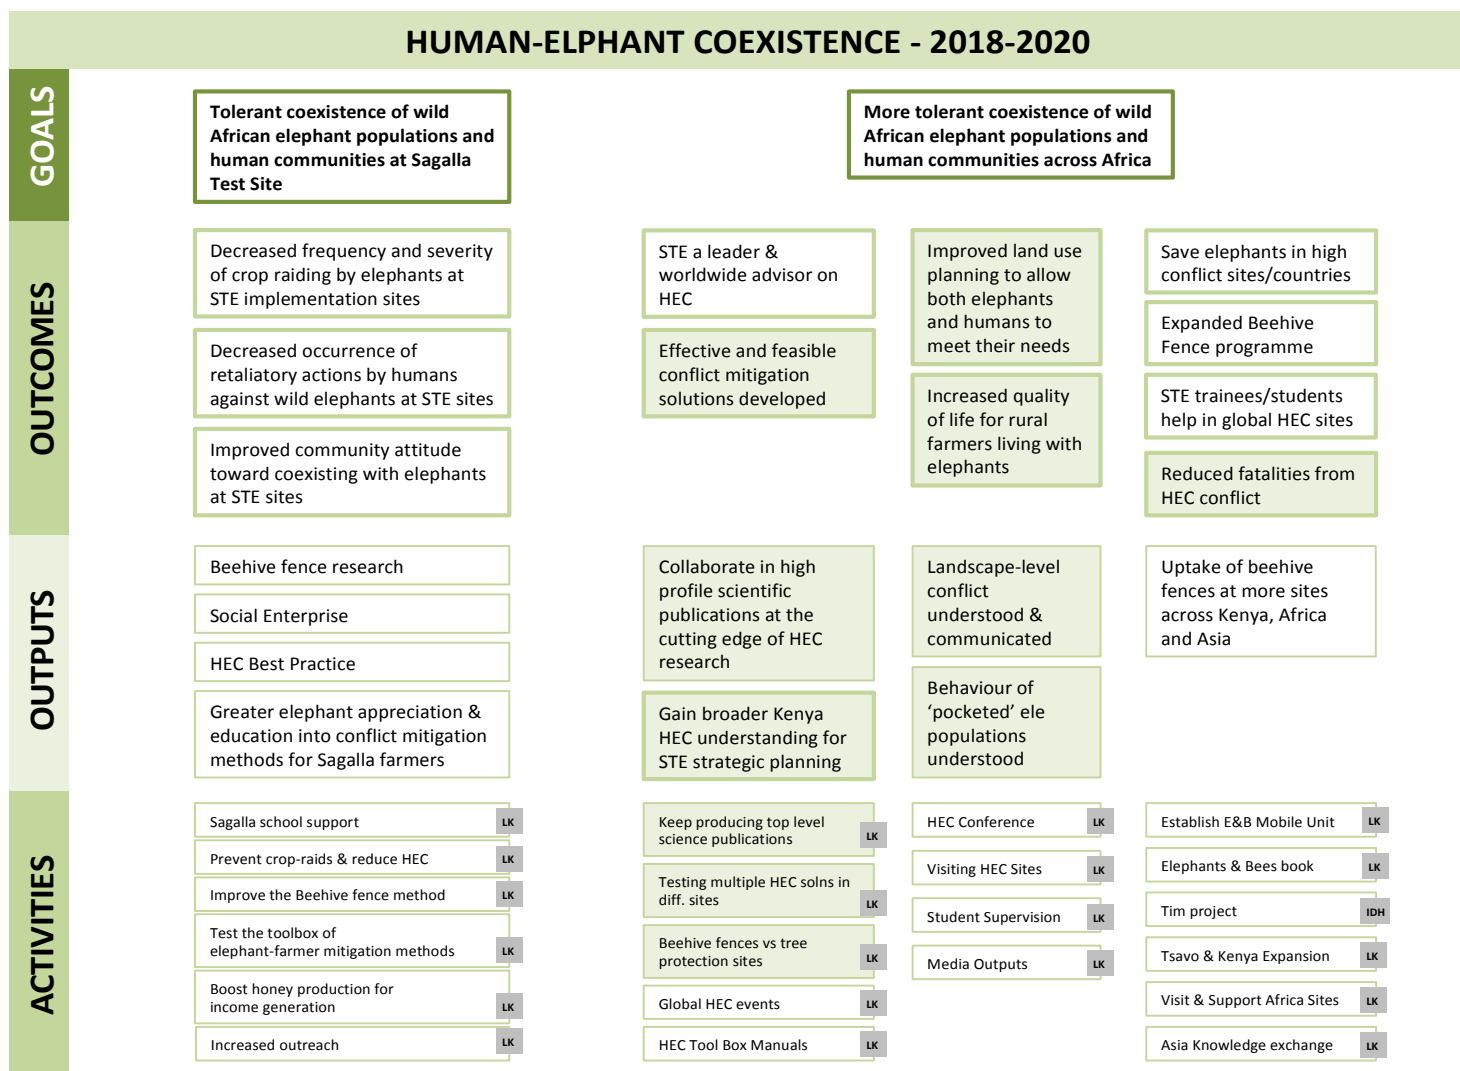 HUMAN-ELPHANT COEXISTENCE - 2018-2020
GOALS
Tolerant coexistence of wild
African elephant populations and
human communities at Sagalla
Test Site
More tolerant coexistence of wild
African elephant populations and
human communities across Africa
OUTCOMES
Decreased frequency and severity
of crop raiding by elephants at
STE implementation sites
Decreased occurrence of
retaliatory actions by humans
against wild elephants at STE sites
Improved community attitude
toward coexisting with elephants
at STE sites
STE a leader &
worldwide advisor on
HEC
Effective and feasible
conflict mitigation
solutions developed
Improved land use
planning to allow
both elephants
and humans to
meet their needs
Increased quality
of life for rural
farmers living with
elephants
Save elephants in high
conflict sites/countries
Expanded Beehive
Fence programme
STE trainees/students
help in global HEC sites
Reduced fatalities from
HEC conflict
OUTPUTS
Beehive fence research
Social Enterprise
HEC Best Practice
Greater elephant appreciation &
education into conflict mitigation
methods for Sagalla farmers
Collaborate in high
profile scientific
publications at the
cutting edge of HEC
research
Gain broader Kenya
HEC understanding for
STE strategic planning
Landscape-level
conflict
understood &
communicated
Behaviour of
‘pocketed’ ele
populations
understood
Uptake of beehive
fences at more sites
across Kenya, Africa
and Asia
ACTIVITIES
Sagalla school support
LK
Prevent crop-raids & reduce HEC
LK
Improve the Beehive fence method
LK
Test the toolbox of
elephant-farmer mitigation methods
LK
Boost honey production for
income generation
LK
Increased outreach
LK
Keep producing top level
science publications
LK
Testing multiple HEC solns in
diff. sites
LK
Beehive fences vs tree
protection sites
LK
Global HEC events
LK
HEC Tool Box Manuals
LK
HEC Conference
LK
Visiting HEC Sites
LK
Student Supervision
LK
Media Outputs
LK
Establish E&B Mobile Unit
LK
Elephants & Bees book
LK
Tim project
IDH
Tsavo & Kenya Expansion
LK
Visit & Support Africa Sites
LK
Asia Knowledge exchange
LK